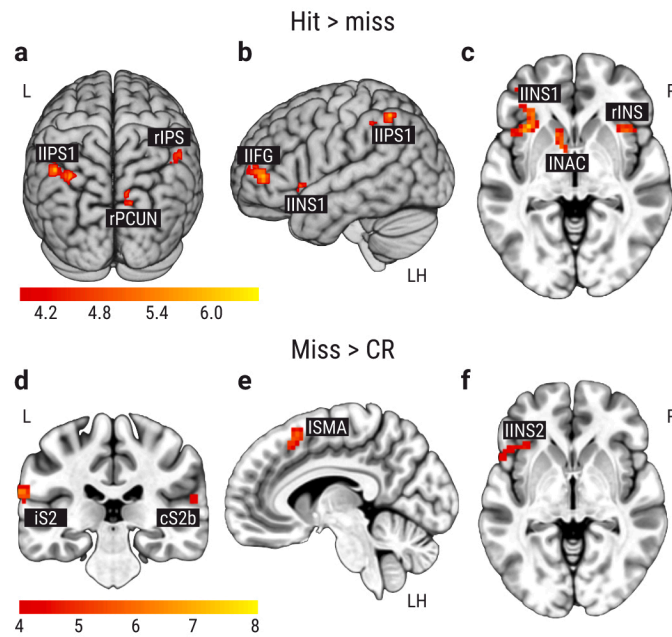 Hit > miss
a
b
c
L
R
lIPS1
rIPS
rPCUN
lIFG
lIPS1
lINS1
LH
lINS1
rINS
lNAC
4.2 4.8 5.4 6.0
Miss > CR
d
e
f
L
R
iS2
cS2b
lSMA
LH
lINS2
4 5 6 7 8